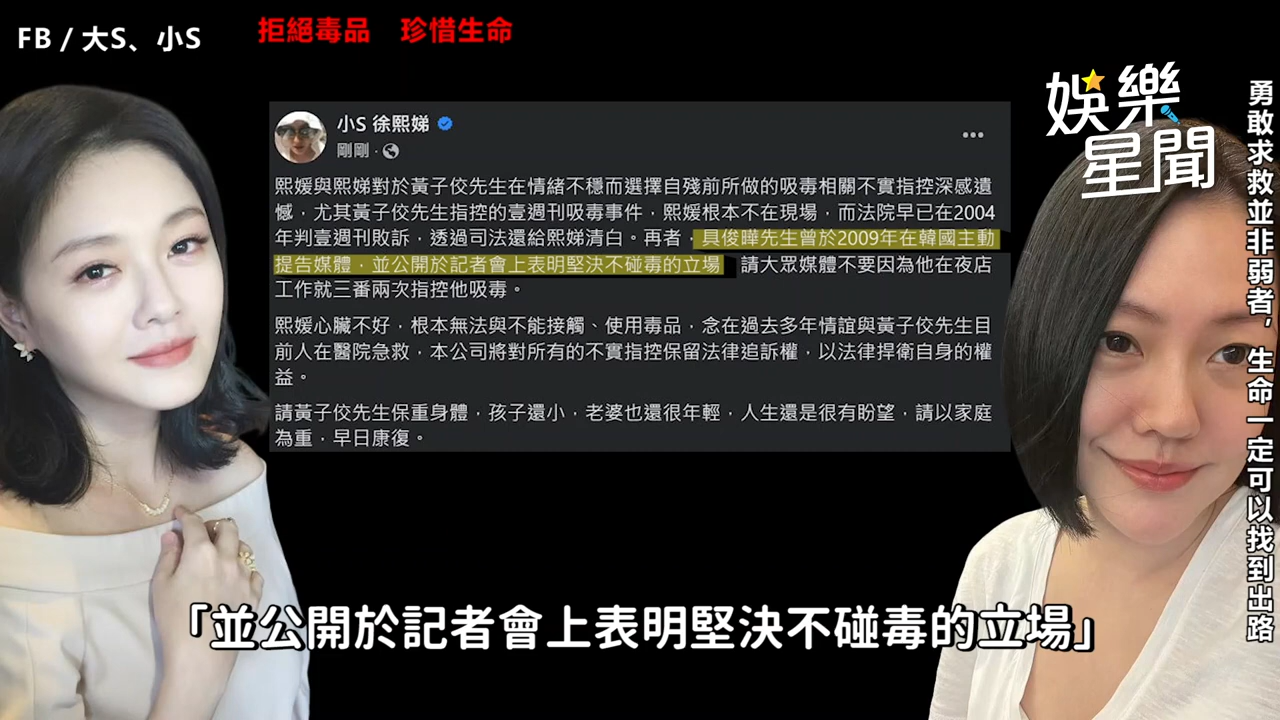 FB / 大S、小S
拒絕毒品 珍惜生命
娛樂
星聞
小S 徐熙娣
剛剛 ·
熙媛與熙娣對於黃子佼先生在情緒不穩而選擇自殘前所做的吸毒相關不實指控深感遺
憾，尤其黃子佼先生指控的壹週刊吸毒事件，熙媛根本不在現場，而法院早已在2004
年判壹週刊敗訴，透過司法還給熙娣清白。再者，具俊曄先生曾於2009年在韓國主動
提告媒體，並公開於記者會上表明堅決不碰毒的立場 請大眾媒體不要因為他在夜店
工作就三番兩次指控他吸毒。
熙媛心臟不好，根本無法與不能接觸、使用毒品，念在過去多年情誼與黃子佼先生目
前人在醫院急救，本公司將對所有的不實指控保留法律追訴權，以法律捍衛自身的權
益。
請黃子佼先生保重身體，孩子還小，老婆也還很年輕，人生還是很有盼望，請以家庭
為重，早日康復。
勇敢求救並非弱者，生命一定可以找到出路
「並公開於記者會上表明堅決不碰毒的立場」